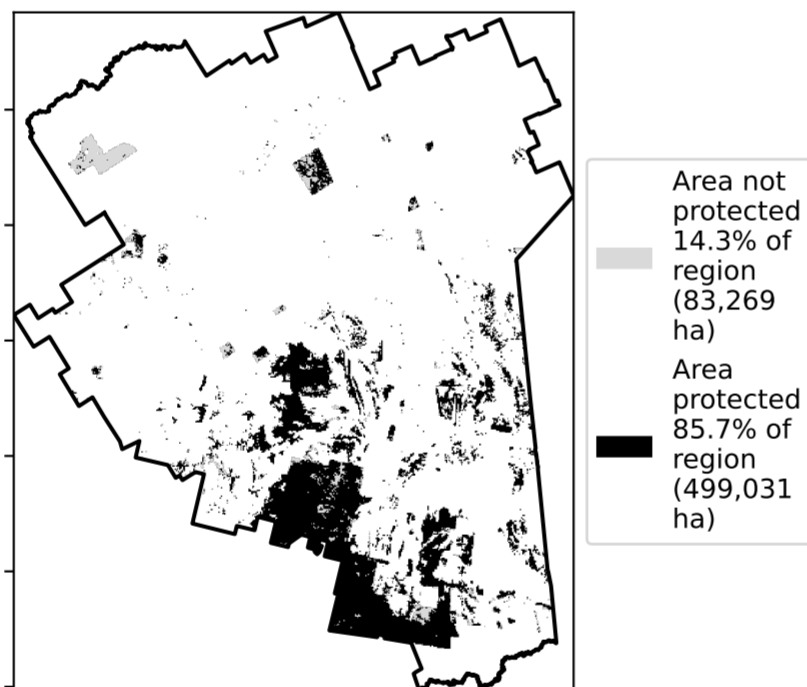 Area not
protected
14.3% of
region
(83,269
ha)
Area
protected
85.7% of
region
(499,031
ha)